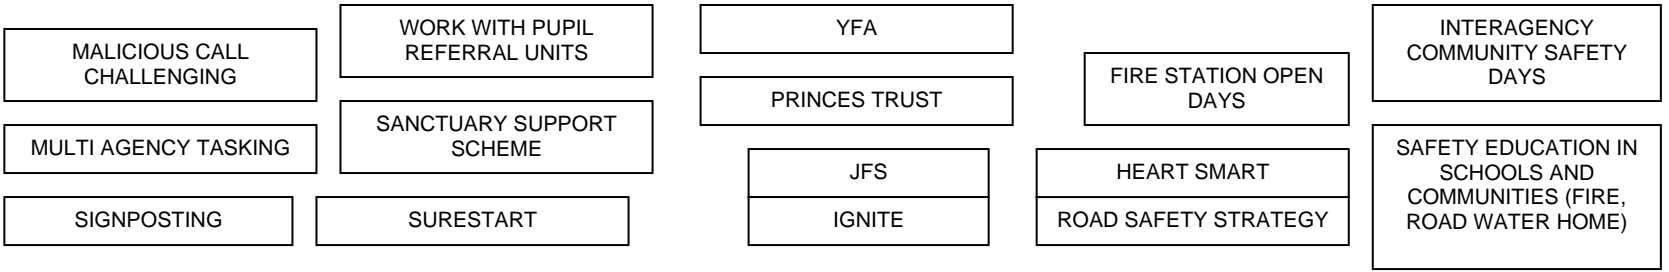 MALICIOUS CALL
CHALLENGING
MULTI AGENCY TASKING
SIGNPOSTING
WORK WITH PUPIL
REFERRAL UNITS
SANCTUARY SUPPORT
SCHEME
SURESTART
YFA
PRINCES TRUST
JFS
IGNITE
FIRE STATION OPEN
DAYS
HEART SMART
ROAD SAFETY STRATEGY
INTERAGENCY
COMMUNITY SAFETY
DAYS
SAFETY EDUCATION IN
SCHOOLS AND
COMMUNITIES (FIRE,
ROAD WATER HOME)